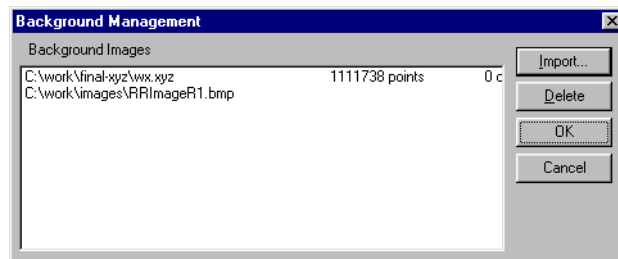 Background Management
Background Images
C:\work\final-xyz\wx.xyz 1111738 points 0 c
C:\work\images\RRImageR1.bmp
Import...
Delete
OK
Cancel